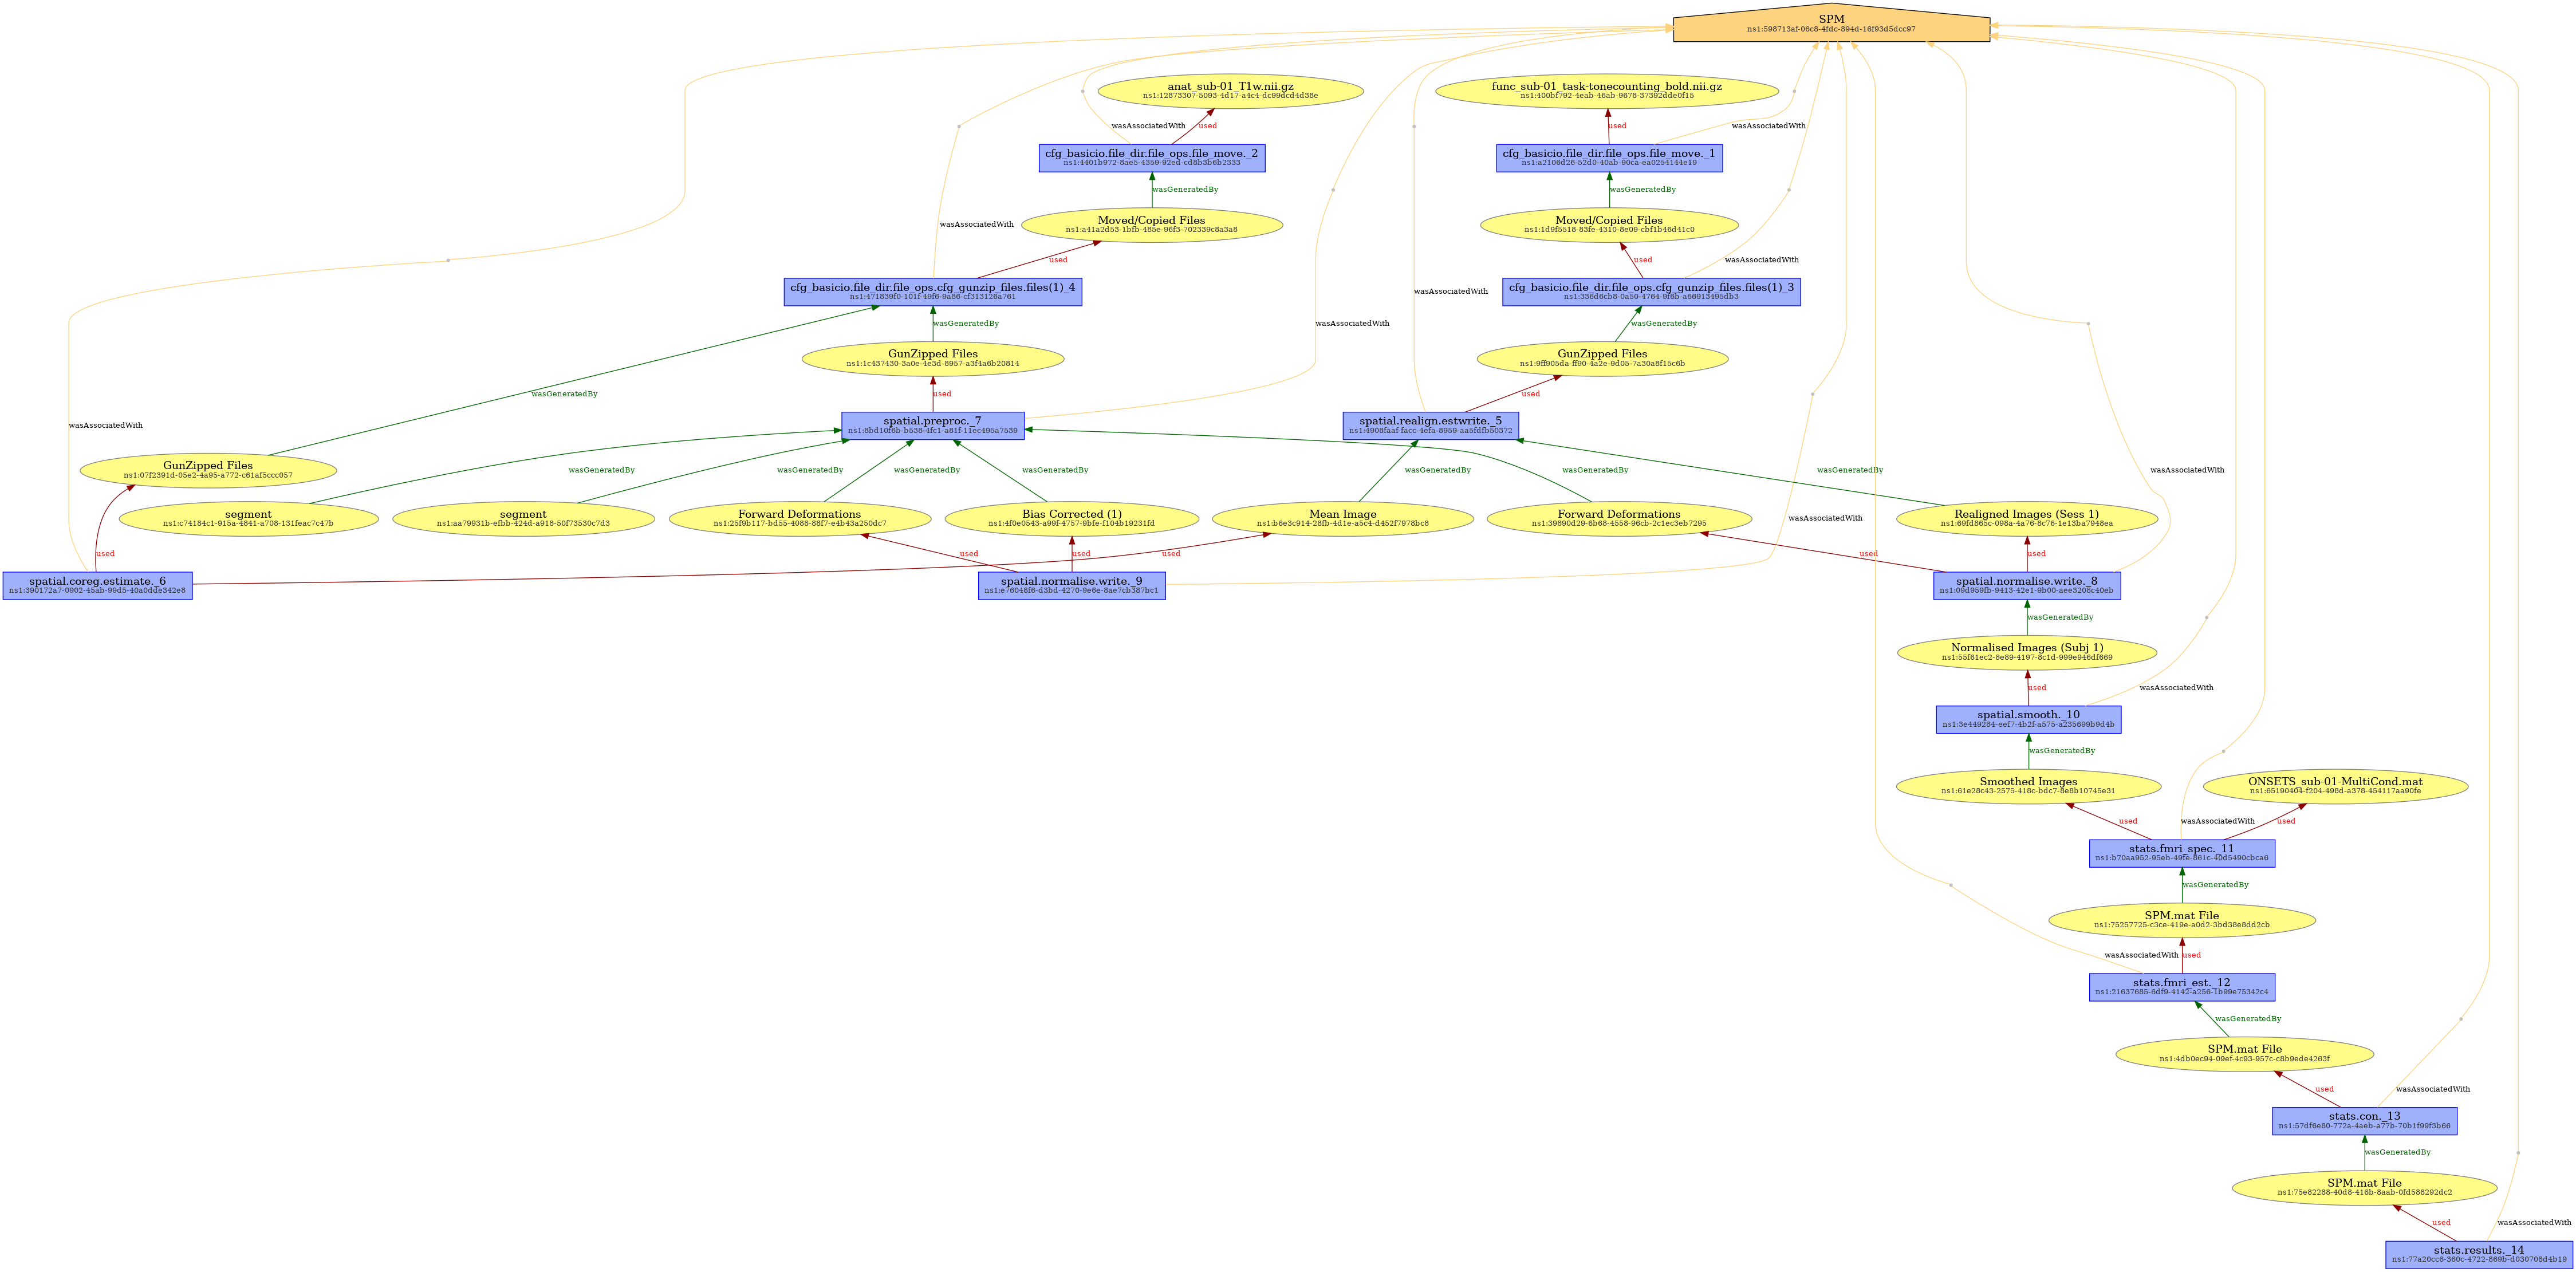 SPM
ns1:598713af-06c8-4fdc-894d-16f93d5dcc97
anat_sub-01_T1w.nii.gz
ns1:12873307-5093-4d17-a4c4-dc99dcd4d38e
func_sub-01_task-tonecounting_bold.nii.gz
ns1:400bf792-4eab-46ab-9678-37392dde0f15
wasAssociatedWith
used
used
wasAssociatedWith
cfg_basicio.file_dir.file_ops.file_move._2
ns1:4401b972-8ae5-4359-92ed-cd8b3b6b2333
cfg_basicio.file_dir.file_ops.file_move._1
ns1:a2106d26-52d0-40ab-90ca-ea0254144e19
wasGeneratedBy
wasGeneratedBy
Moved/Copied Files
ns1:a41a2d53-1bfb-485e-96f3-702339c8a3a8
Moved/Copied Files
ns1:1d9f5518-83fe-4310-8e09-cbf1b46d41c0
wasAssociatedWith
used
used
wasAssociatedWith
cfg_basicio.file_dir.file_ops.cfg_gunzip_files.files(1)_4
ns1:471839f0-101f-49f6-9a86-cf313126a761
wasAssociatedWith
cfg_basicio.file_dir.file_ops.cfg_gunzip_files.files(1)_3
ns1:336d6cb8-0a50-4764-9f6b-a66913495db3
wasGeneratedBy
wasAssociatedWith
wasGeneratedBy
GunZipped Files
ns1:1c437430-3a0e-4e3d-8957-a3f4a6b20814
GunZipped Files
ns1:9ff905da-ff90-4a2e-9d05-7a30a8f15c6b
wasGeneratedBy
used
used
wasAssociatedWith
spatial.preproc._7
ns1:8bd10f6b-b538-4fc1-a81f-11ec495a7539
spatial.realign.estwrite._5
ns1:4908faaf-facc-4efa-8959-aa5fdfb50372
GunZipped Files
ns1:07f2391d-05e2-4a95-a772-c61af5ccc057
wasGeneratedBy
wasGeneratedBy
wasGeneratedBy
wasGeneratedBy
wasGeneratedBy
wasGeneratedBy
wasGeneratedBy
wasAssociatedWith
segment
ns1:c74184c1-915a-4841-a708-131feac7c47b
segment
ns1:aa79931b-efbb-424d-a918-50f73530c7d3
Forward Deformations
ns1:25f9b117-bd55-4088-88f7-e4b43a250dc7
Bias Corrected (1)
ns1:4f0e0543-a99f-4757-9bfe-f104b19231fd
Mean Image
ns1:b6e3c914-28fb-4d1e-a5c4-d452f7978bc8
Forward Deformations
ns1:39890d29-6b68-4558-96cb-2c1ec3eb7295
wasAssociatedWith
Realigned Images (Sess 1)
ns1:69fd865c-098a-4a76-8c76-1e13ba7948ea
used
used
used
used
used
used
spatial.coreg.estimate._6
ns1:390172a7-0902-45ab-99d5-40a0dde342e8
spatial.normalise.write._9
ns1:e76048f6-d3bd-4270-9e6e-8ae7cb387bc1
spatial.normalise.write._8
ns1:09d959fb-9413-42e1-9b00-aee3208c40eb
wasGeneratedBy
Normalised Images (Subj 1)
ns1:55f61ec2-8e89-4197-8c1d-999e946df669
used
wasAssociatedWith
spatial.smooth._10
ns1:3e449284-eef7-4b2f-a575-a235699b9d4b
wasGeneratedBy
Smoothed Images
ns1:61e28c43-2575-418c-bdc7-8e8b10745e31
ONSETS_sub-01-MultiCond.mat
ns1:65190404-f204-498d-a378-454117aa90fe
used
wasAssociatedWith
used
stats.fmri_spec._11
ns1:b70aa952-95eb-49fe-861c-40d5490cbca6
wasGeneratedBy
SPM.mat File
ns1:75257725-c3ce-419e-a0d2-3bd38e8dd2cb
wasAssociatedWith
used
stats.fmri_est._12
ns1:21637685-6df9-4142-a256-1b99e75342c4
wasGeneratedBy
SPM.mat File
ns1:4db0ec94-09ef-4c93-957c-c8b9ede4263f
used
wasAssociatedWith
stats.con._13
ns1:57df6e80-772a-4aeb-a77b-70b1f99f3b66
wasGeneratedBy
SPM.mat File
ns1:75e82288-40d8-416b-8aab-0fd588292dc2
used
wasAssociatedWith
stats.results._14
ns1:77a20cc6-360c-4722-869b-d030708d4b19